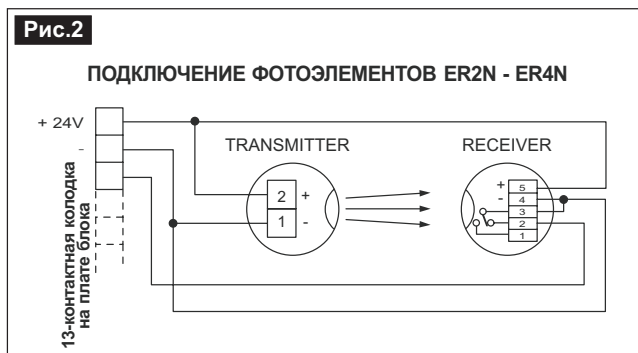 Рис.2
ПОДКЛЮЧЕНИЕ ФОТОЭЛЕМЕНТОВ ER2N - ER4N
+ 24V
-
13-контактная колодка
на плате блока
TRANSMITTER
2 +
1 -
RECEIVER
+ 5
- 4
3
2
1